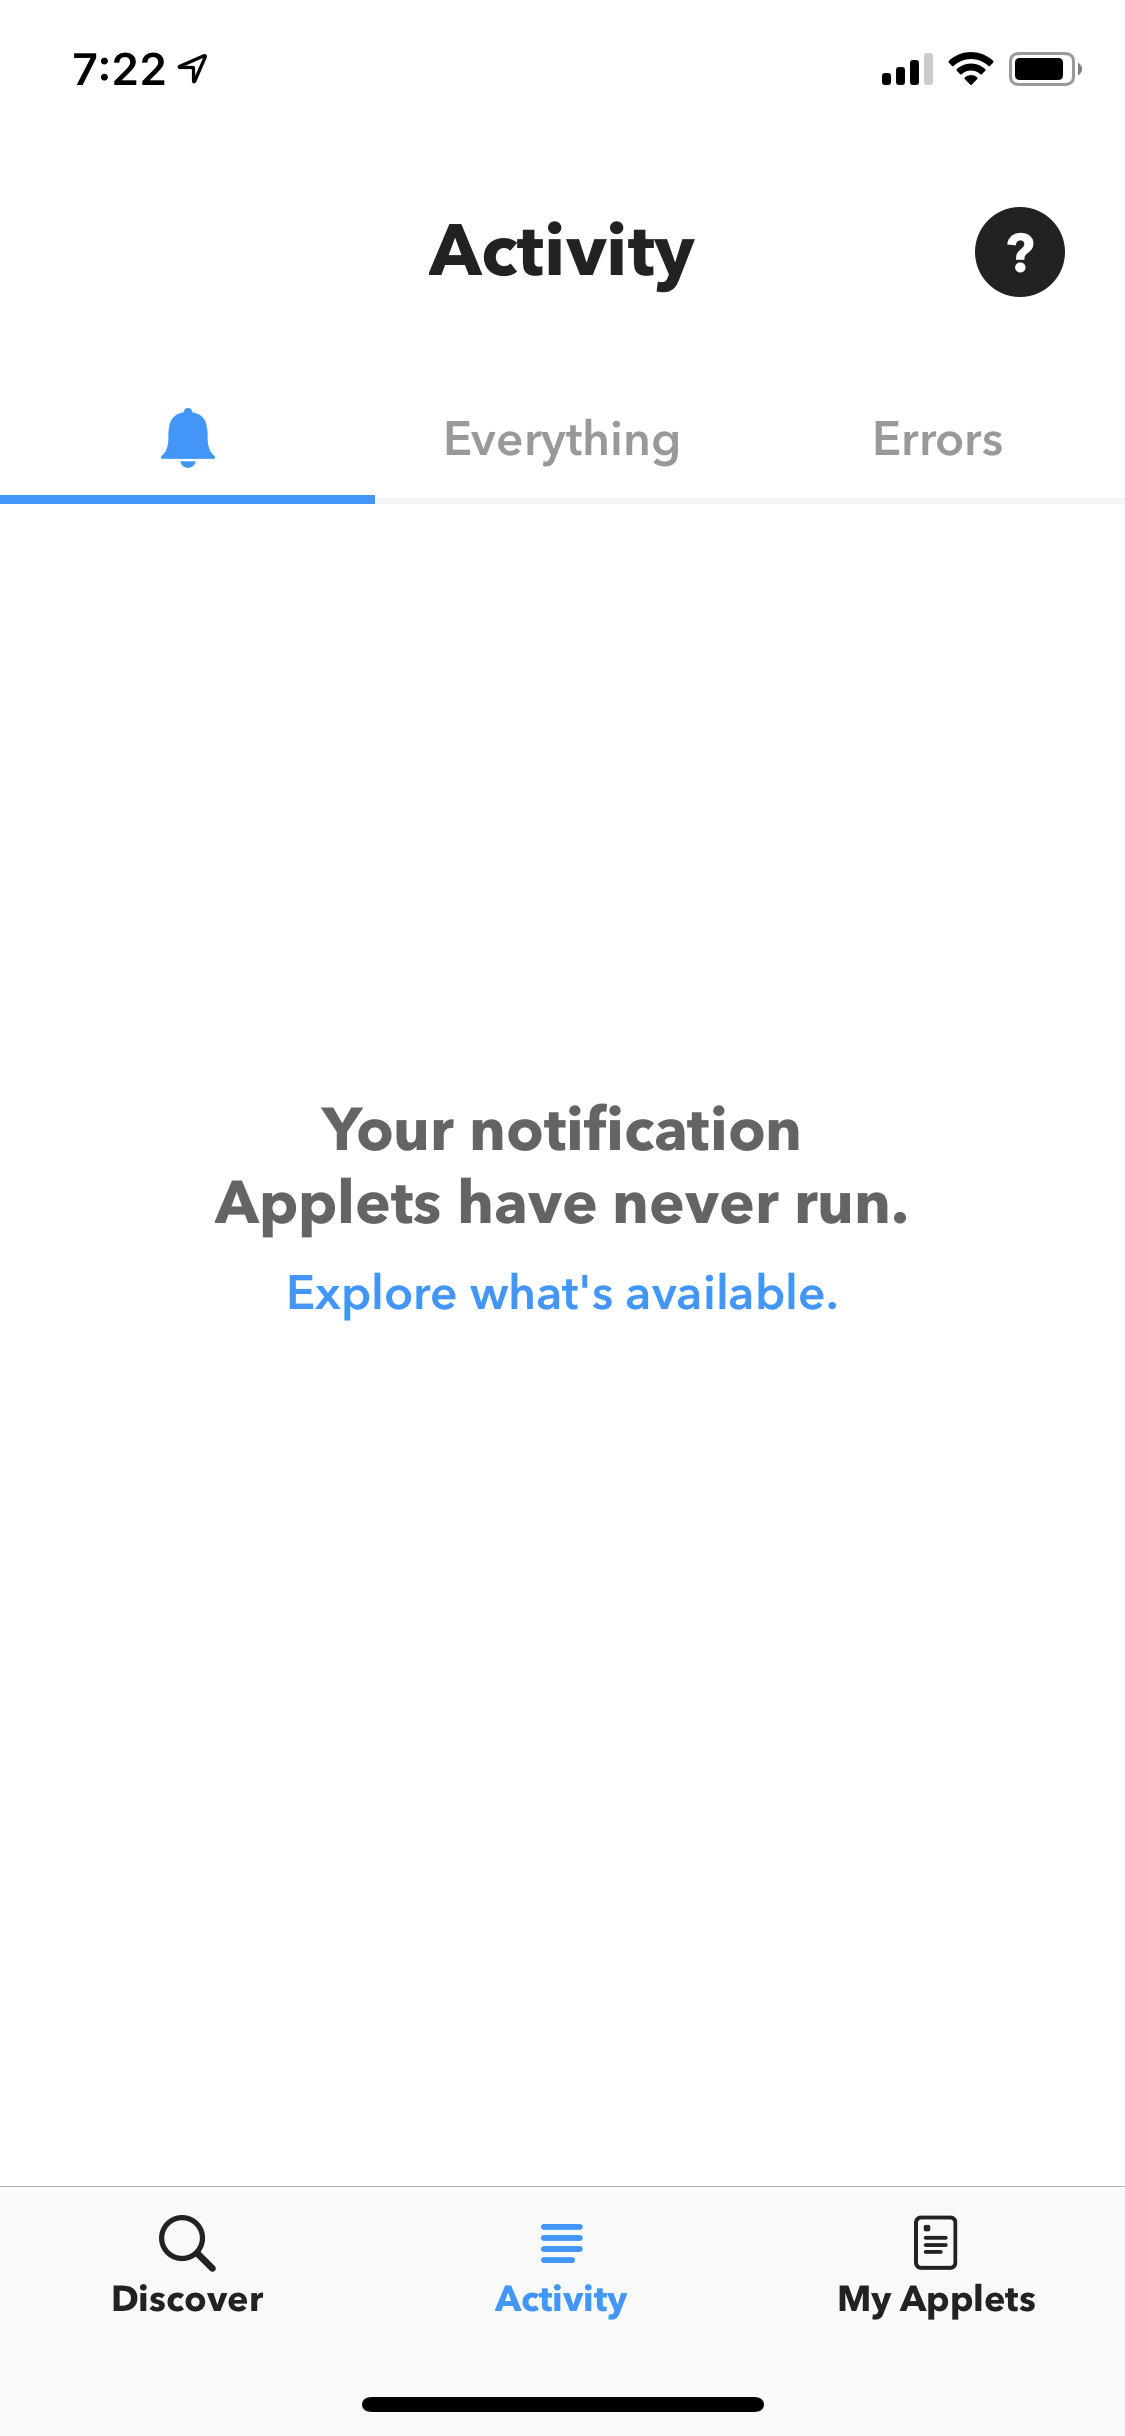 7:22
Activity
?
Everything
Errors
Your notification
Applets have never run.
Explore what's available.
Discover
Activity
My Applets